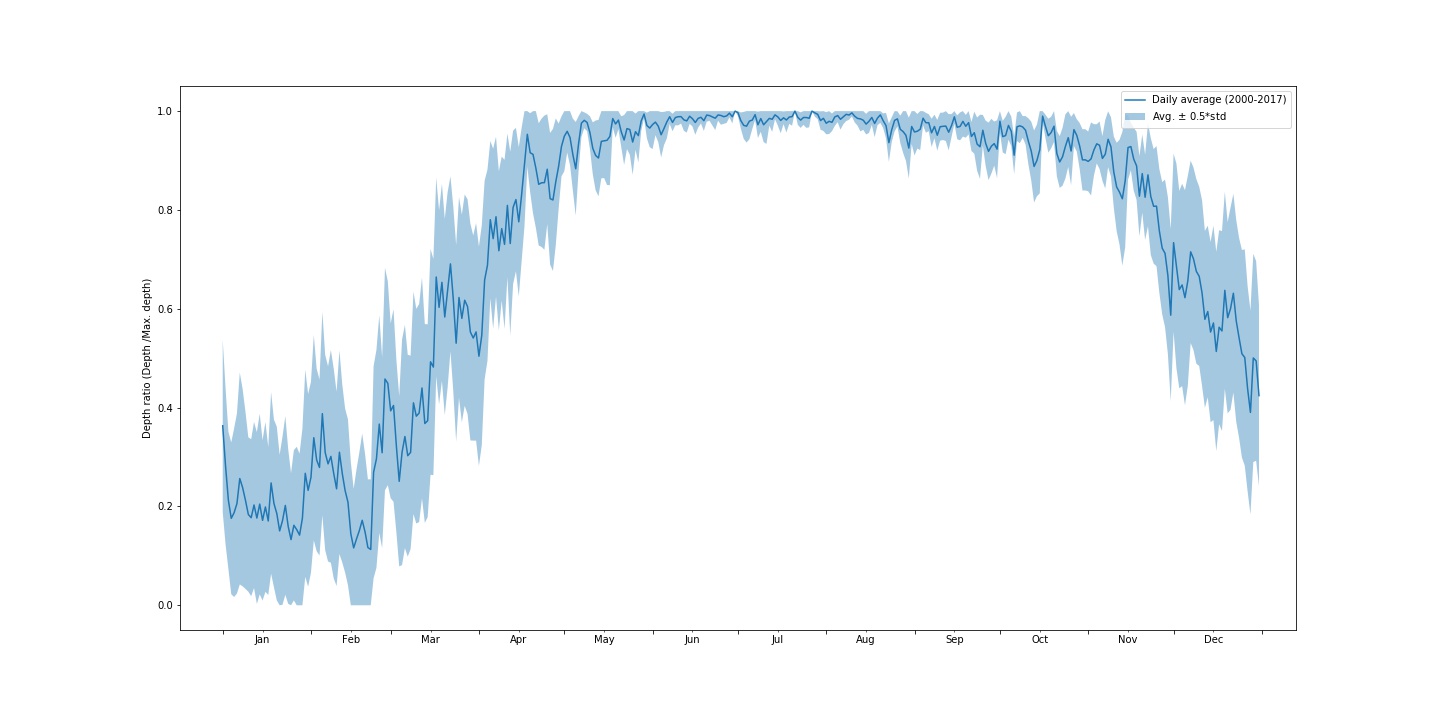 Daily average (2000-2017)
Avg. ± 0.5*std
Depth ratio (Depth /Max. depth)
1.0
0.8
0.6
0.4
0.2
0.0
Jan Feb Mar Apr May Jun Jul Aug Sep Oct Nov Dec